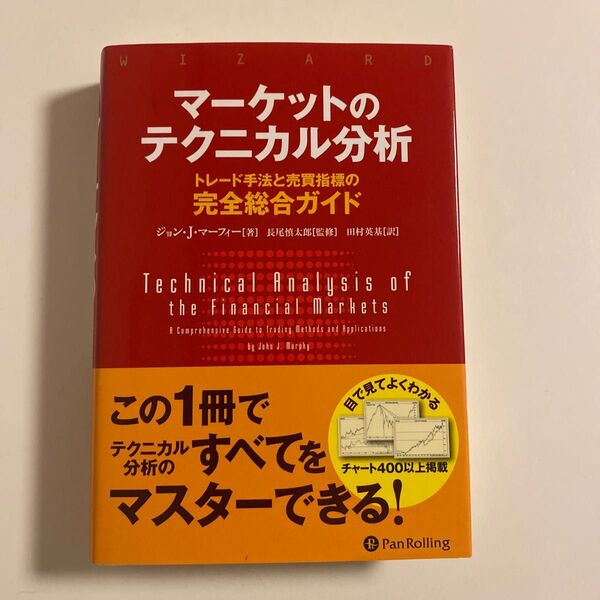 WIZARD
マーケットの
テクニカル分析
トレード手法と売買指標の
完全総合ガイド
ジョン・J・マーフィー[著] 長尾慎太郎[監修] 田村英基[訳]
Technical Analysis of
the Financial Markets
A Comprehensive Guide to Trading Methods and Applications
by John J. Murphy
この1冊で
テクニカル
分析の
すべてを
マスターできる!
目で見てよくわかる
チャート400以上掲載
PanRolling